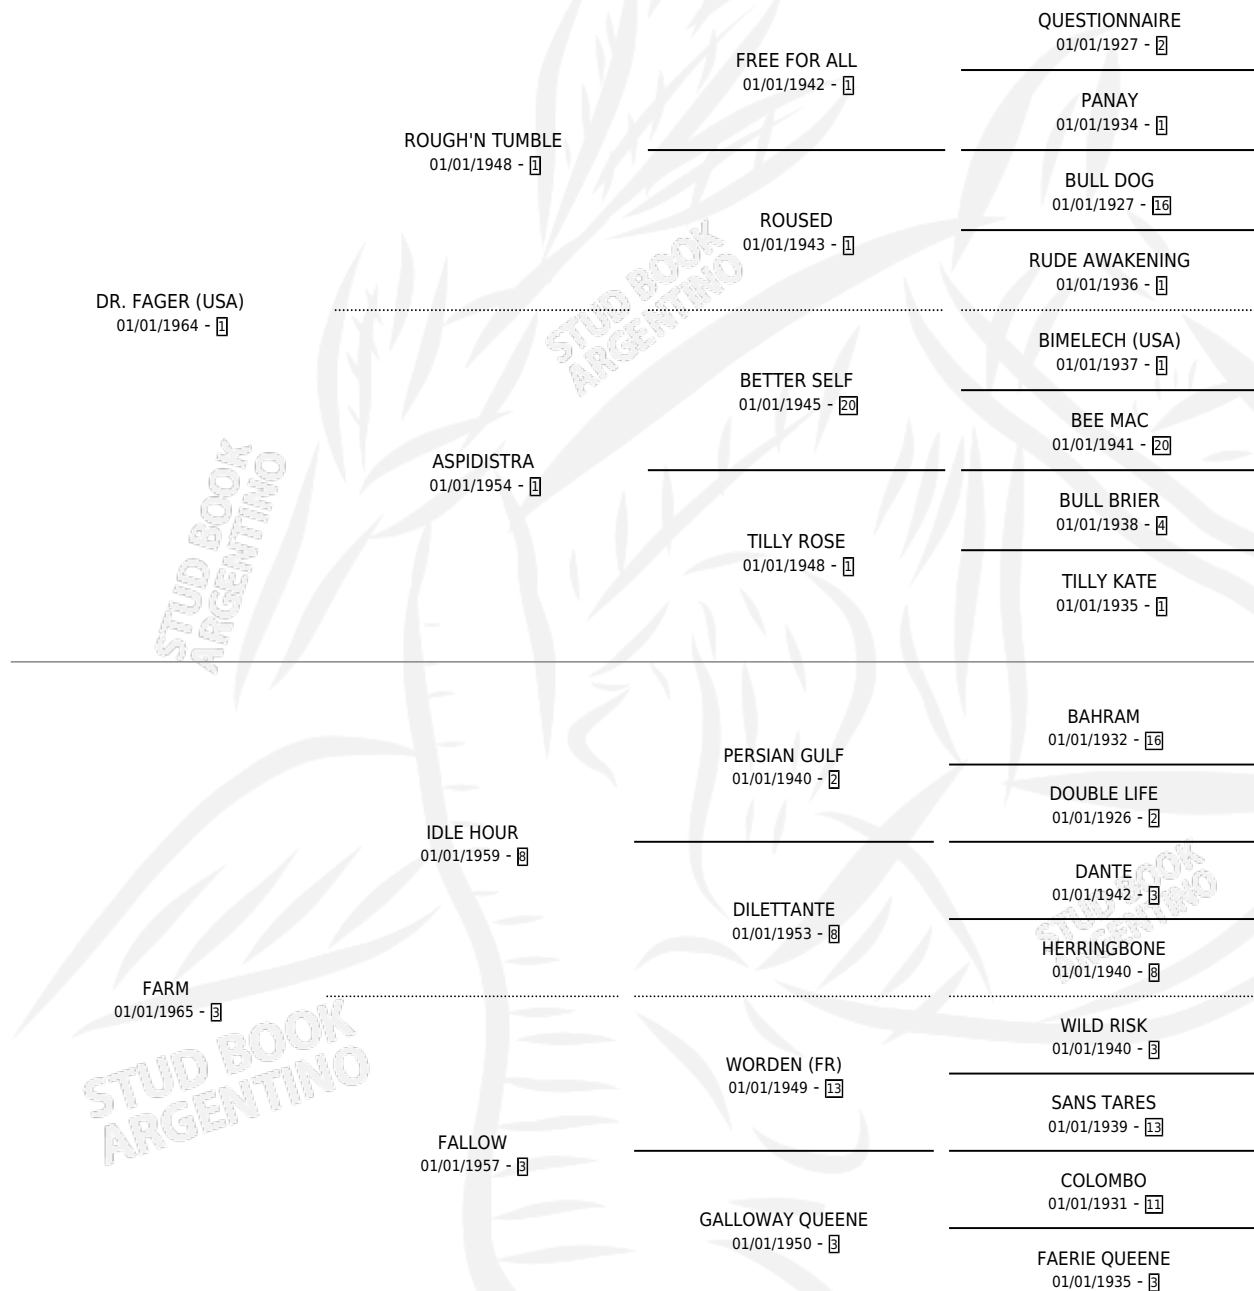 QUESTIONNAIRE
01/01/1927 - 2
FREE FOR ALL
01/01/1942 - 1
PANAY
01/01/1934 - 1
ROUGH'N TUMBLE
01/01/1948 - 1
BULL DOG
01/01/1927 - 16
ROUSED
01/01/1943 - 1
RUDE AWAKENING
01/01/1936 - 1
DR. FAGER (USA)
01/01/1964 - 1
BIMELECH (USA)
01/01/1937 - 1
BETTER SELF
01/01/1945 - 20
BEE MAC
01/01/1941 - 20
ASPIDISTRA
01/01/1954 - 1
BULL BRIER
01/01/1938 - 4
TILLY ROSE
01/01/1948 - 1
TILLY KATE
01/01/1935 - 1
BAHRAM
01/01/1932 - 16
PERSIAN GULF
01/01/1940 - 2
DOUBLE LIFE
01/01/1926 - 2
IDLE HOUR
01/01/1959 - 8
DANTE
01/01/1942 - 3
DILETTANTE
01/01/1953 - 8
HERRINGBONE
01/01/1940 - 8
FARM
01/01/1965 - 3
WILD RISK
01/01/1940 - 3
WORDEN (FR)
01/01/1949 - 13
SANS TARES
01/01/1939 - 13
FALLOW
01/01/1957 - 3
COLOMBO
01/01/1931 - 11
GALLOWAY QUEENE
01/01/1950 - 3
FAERIE QUEENE
01/01/1935 - 3
STUD BOOK
ARGENTINO
STUD BOOK
ARGENTINO
STUD BOOK
ARGENTINO
STUD BOOK
ARGENTINO